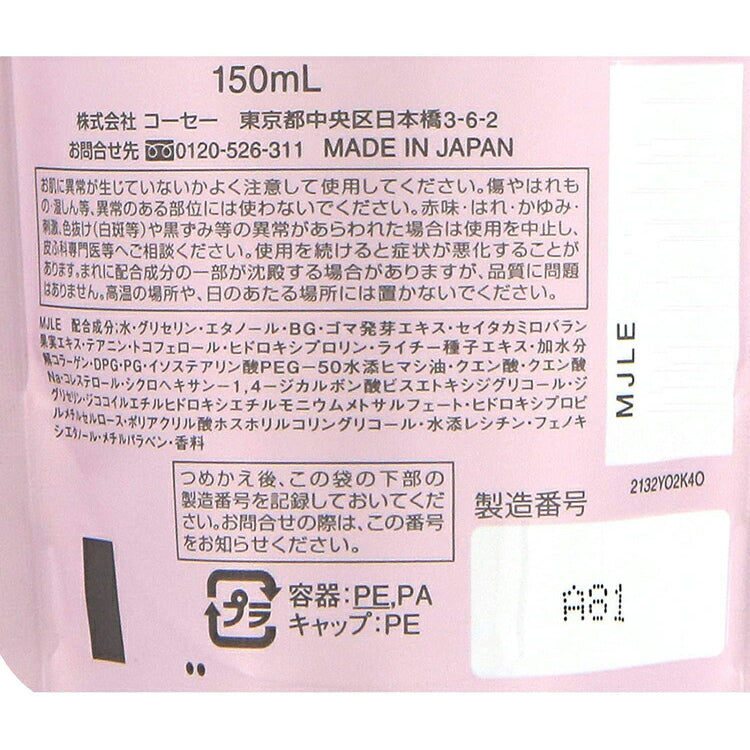 150mL
株式会社 コーセー 東京都中央区日本橋3-6-2
お問合せ先 0120-526-311 MADE IN JAPAN
お肌に異常が生じていないかよく注意して使用してください。傷やはれも
の・湿しん等、異常のある部位には使わないでください。赤味・はれ・かゆみ・
刺激、色抜け(白斑等)や黒ずみ等の異常があらわれた場合は使用を中止し、
皮ふ科専門医等へご相談ください。使用を続けると症状が悪化することが
あります。まれに配合成分の一部が沈殿する場合がありますが、品質に問題
はありません。高温の場所や、日のあたる場所には置かないでください。
MJLE 配合成分:水・グリセリン・エタノール・BG・ゴマ発芽エキス・セイタカミロバラン
果実エキス・テアニン・トコフェロール・ヒドロキシプロリン・ライチー種子エキス・加水分
解コラーゲン・DPG・PG・イソステアリン酸PEG－50水添ヒマシ油・クエン酸・クエン酸
Na・コレステロール・シクロヘキサン－1,4－ジカルボン酸ビスエトキシジグリコール・ジ
グリセリン・ジココイルエチルヒドロキシエチルモニウムメトサルフェート・ヒドロキシプロピ
ルメチルセルロース・ポリアクリル酸ホスホリルコリングリコール・水添レシチン・フェノキ
シエタノール・メチルパラベン・香料
MJLE
2132YO2K4O
つめかえ後、この袋の下部の
製造番号を記録しておいてくだ
さい。お問合せの際は、この番号
をお知らせください。
製造番号
A81
プラ
容器:PE,PA
キャップ:PE